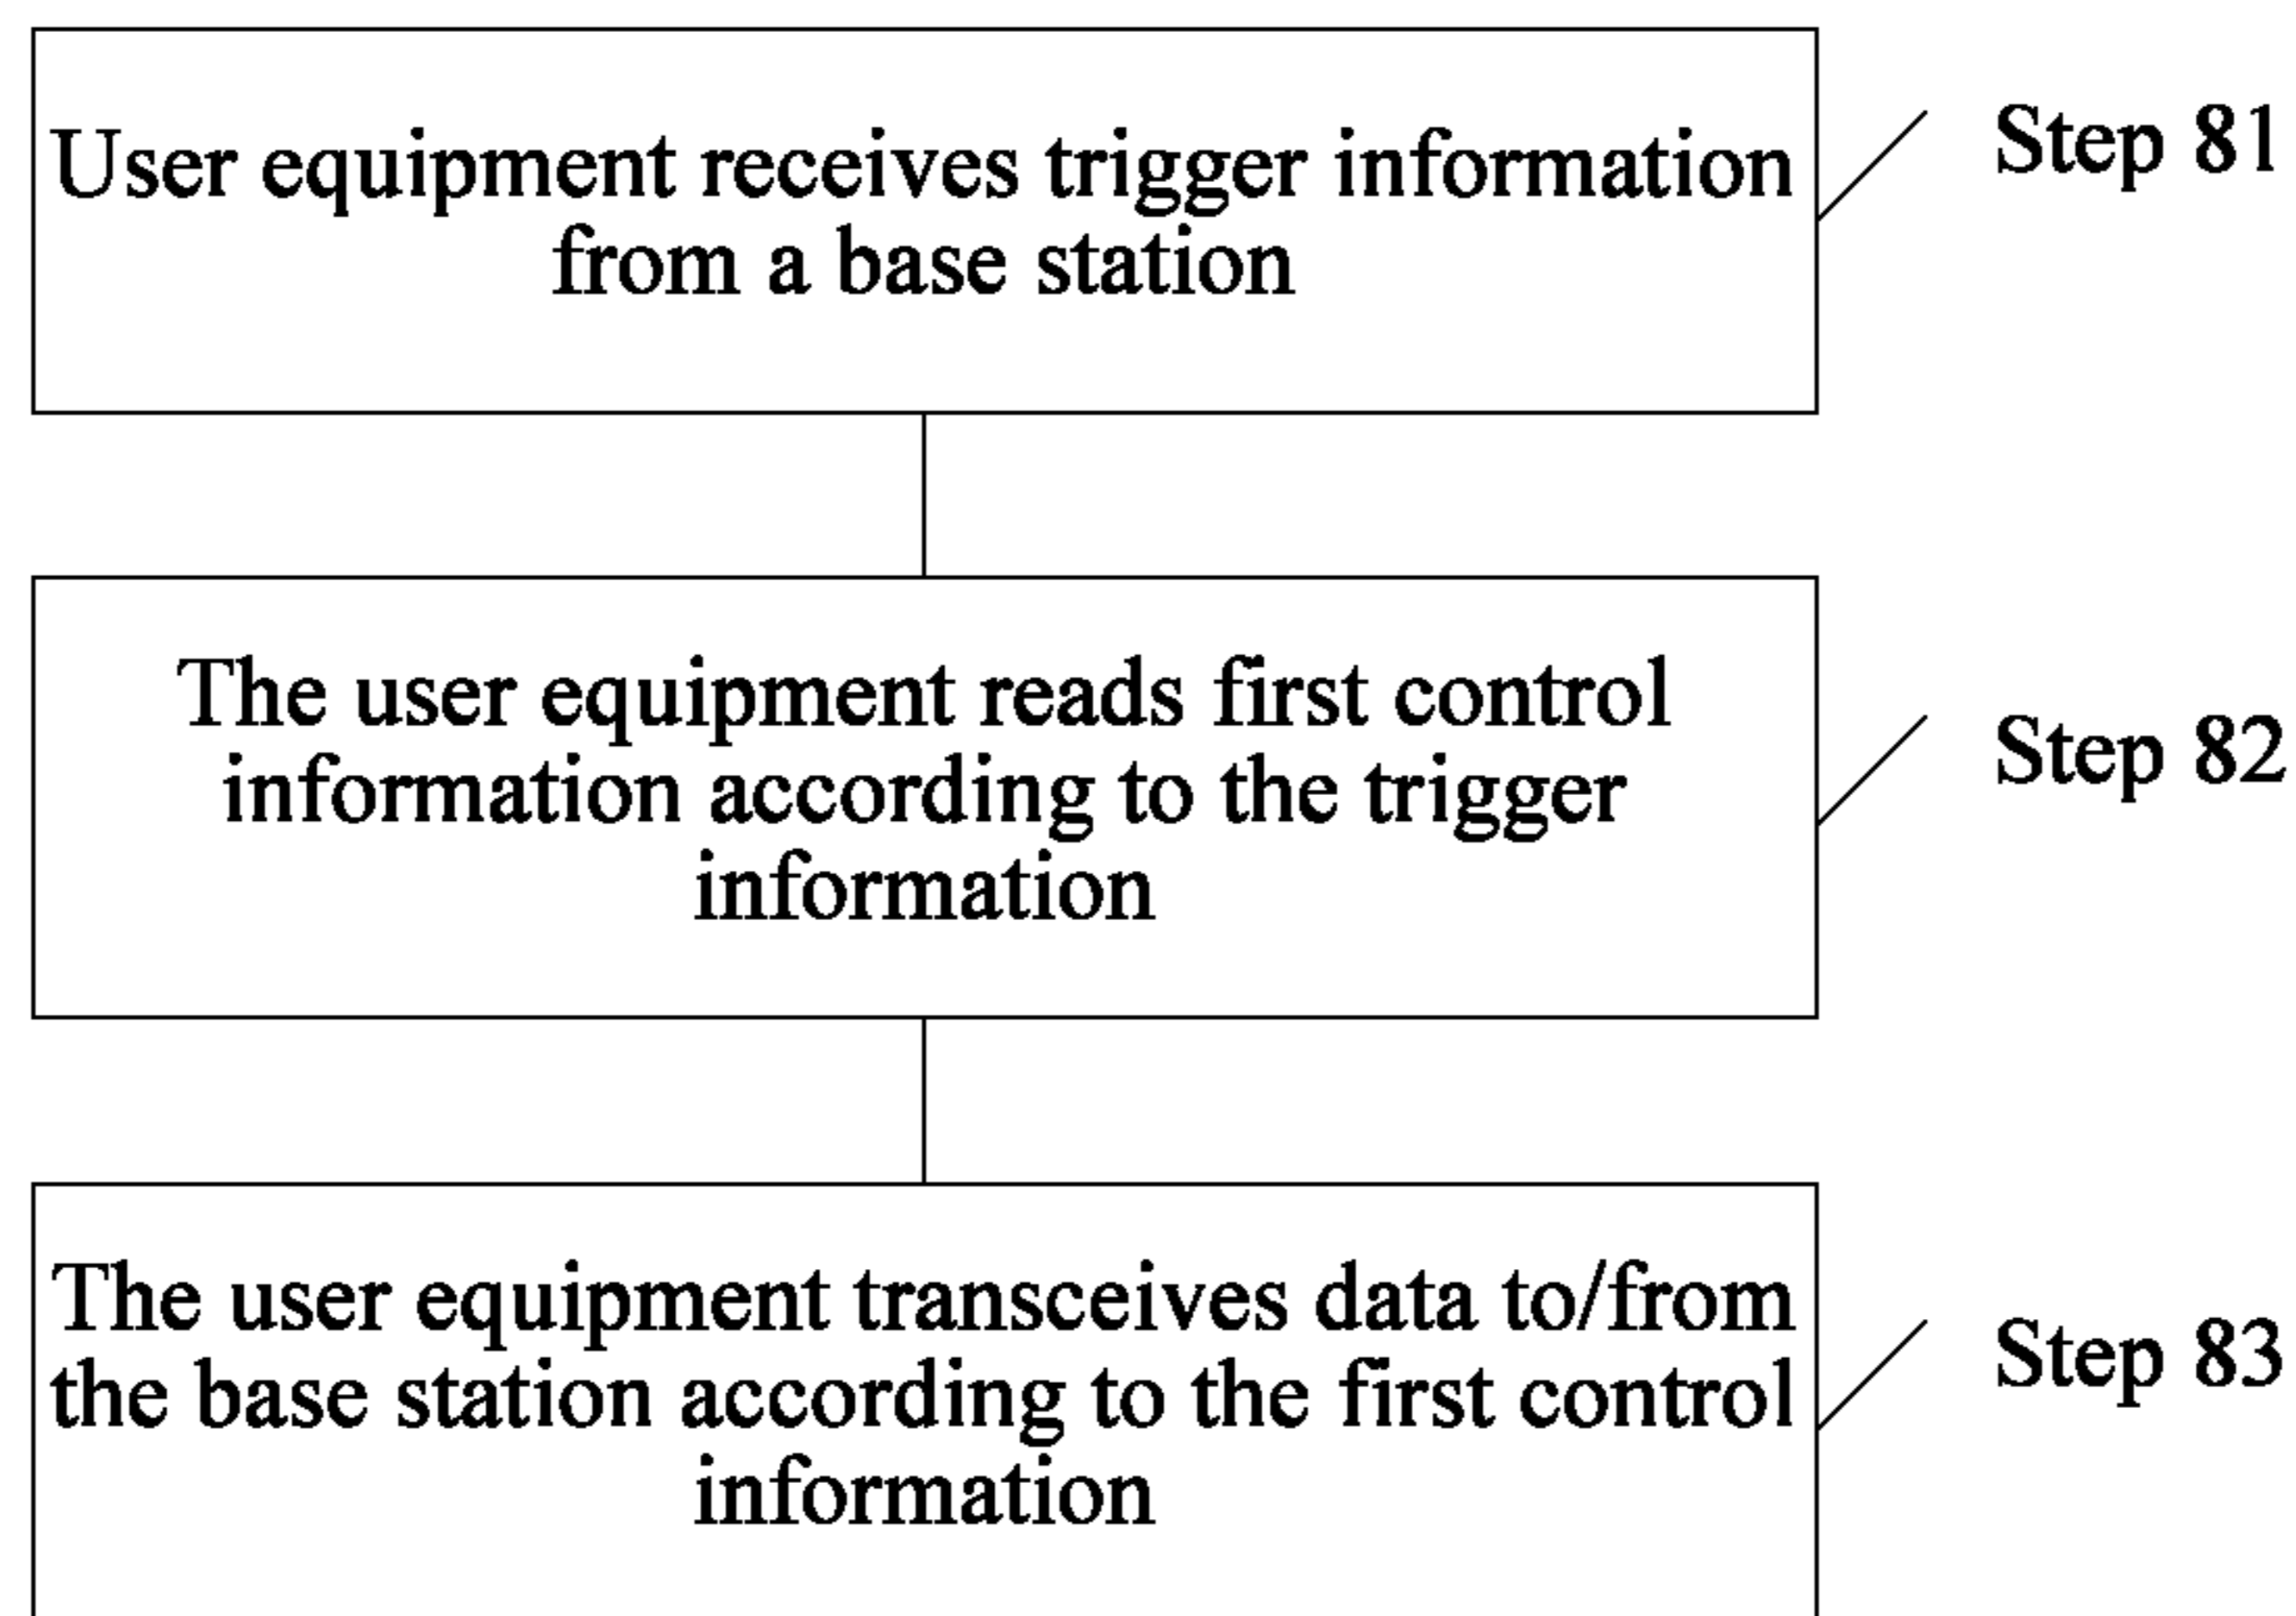 User equipment receives trigger information
from a base station
Step 81
The user equipment reads first control
information according to the trigger
information
Step 82
The user equipment transceives data to/from
the base station according to the first control
information
Step 83